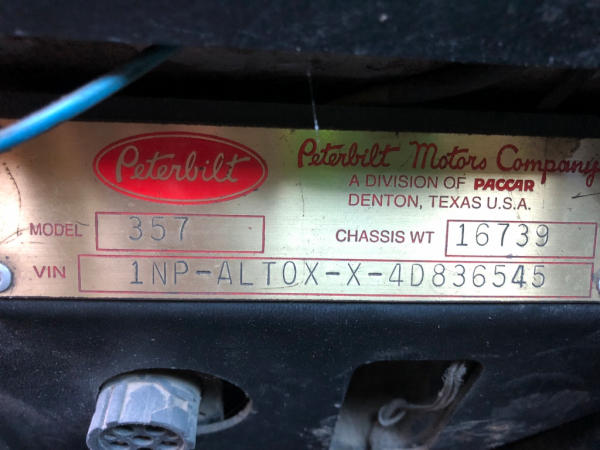 Peterbilt
Peterbilt Motors Company
A DIVISION OF PACCAR
DENTON, TEXAS U.S.A.
MODEL 357 CHASSIS WT 16739
VIN 1NP-ALT0X-X-4D836545